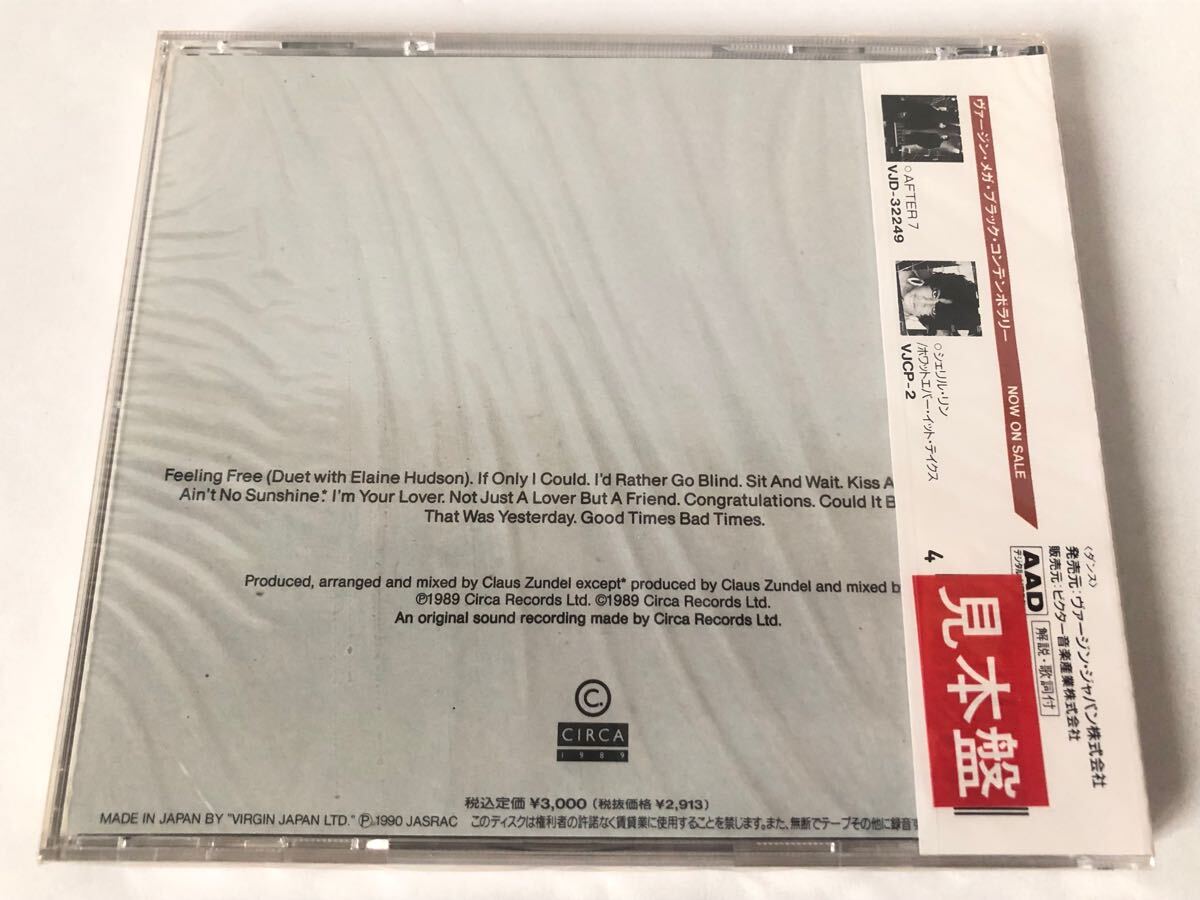 Feeling Free (Duet with Elaine Hudson). If Only I Could. I'd Rather Go Blind. Sit And Wait. Kiss A
Ain't No Sunshine*. I'm Your Lover. Not Just A Lover But A Friend. Congratulations. Could It B
That Was Yesterday. Good Times Bad Times.
Produced, arranged and mixed by Claus Zundel except* produced by Claus Zundel and mixed by
℗1989 Circa Records Ltd. ©1989 Circa Records Ltd.
An original sound recording made by Circa Records Ltd.
C.
CIRCA
1989
税込定価 ¥3,000 (税抜価格 ¥2,913)
MADE IN JAPAN BY "VIRGIN JAPAN LTD." ℗ 1990 JASRAC このディスクは権利者の許諾なく賃貸業に使用することを禁じます。また、無断でテープその他に録音す
ヴァージン・メガ・ブラック・コンテンポラリー NOW ON SALE
○AFTER 7
VJD-32249
○シェリル・リン
/ホワットエバー・イット・テイクス
VJCP-2
〈ダンス〉
発売元:ヴァージン・ジャパン株式会社
販売元:ビクター音楽産業株式会社
AAD
デジタル
解説・歌詞付
4
見本盤